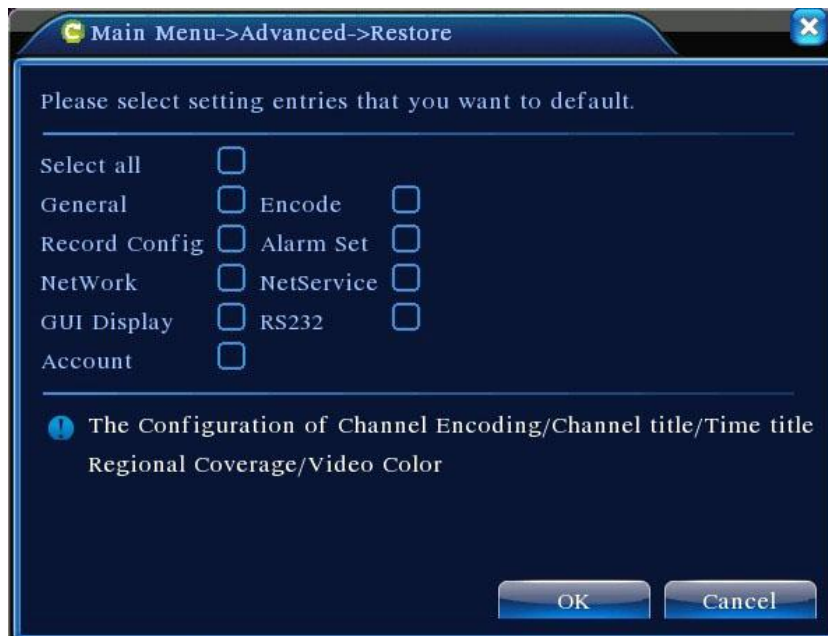 Main Menu->Advanced->Restore
Please select setting entries that you want to default.
Select all
General Encode
Record Config Alarm Set
NetWork NetService
GUI Display RS232
Account
The Configuration of Channel Encoding/Channel title/Time title
Regional Coverage/Video Color
OK Cancel